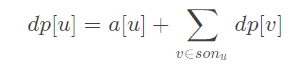 dp[u] = a[u] + ∑ dp[v]
v∈son_u